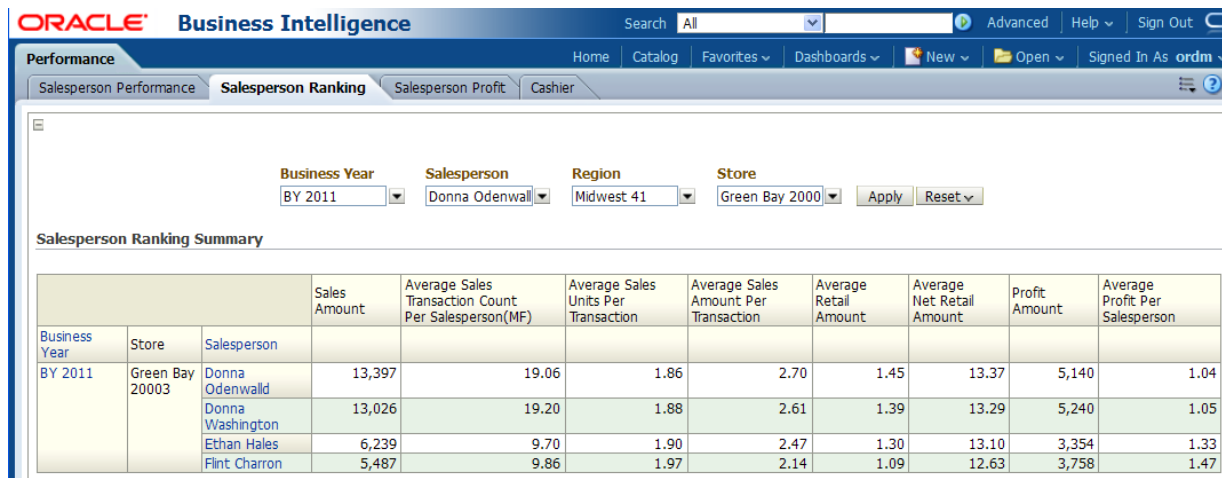 ORACLE Business Intelligence Search All Advanced Help Sign Out
Performance Home Catalog Favorites Dashboards New Open Signed In As ordm
Salesperson Performance Salesperson Ranking Salesperson Profit Cashier
Business Year Salesperson Region Store
BY 2011 Donna Odenwall Midwest 41 Green Bay 2000 Apply Reset
Salesperson Ranking Summary
Sales Amount Average Sales Transaction Count Per Salesperson(MF) Average Sales Units Per Transaction Average Sales Amount Per Transaction Average Retail Amount Average Net Retail Amount Profit Amount Average Profit Per Salesperson
Business Year Store Salesperson
BY 2011 Green Bay 20003 Donna Odenwalld 13,397 19.06 1.86 2.70 1.45 13.37 5,140 1.04
Donna Washington 13,026 19.20 1.88 2.61 1.39 13.29 5,240 1.05
Ethan Hales 6,239 9.70 1.90 2.47 1.30 13.10 3,354 1.33
Flint Charron 5,487 9.86 1.97 2.14 1.09 12.63 3,758 1.47